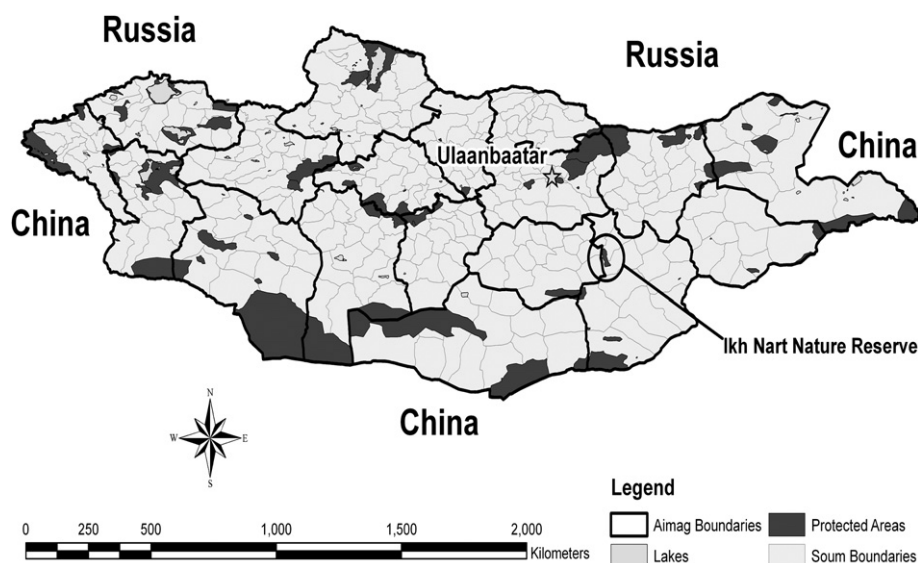 Russia
Russia
Ulaanbaatar
China
China
Ikh Nart Nature Reserve
China
N
W
E
S
Legend
Aimag Boundaries
Protected Areas
Lakes
Soum Boundaries
0 250 500 1,000 1,500 2,000
Kilometers